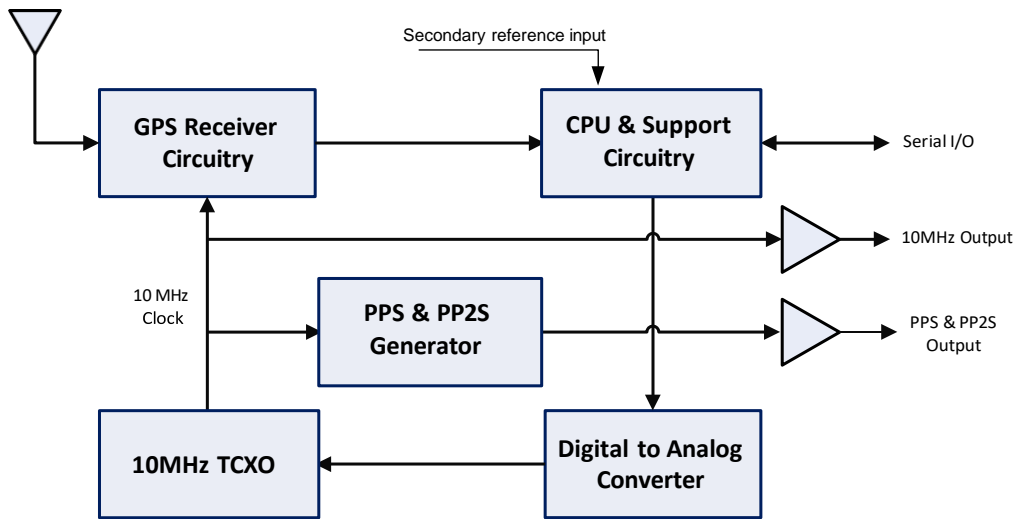 Secondary reference input
GPS Receiver
Circuitry
CPU & Support
Circuitry
Serial I/O
10MHz Output
10 MHz
Clock
PPS & PP2S
Generator
PPS & PP2S
Output
10MHz TCXO
Digital to Analog
Converter